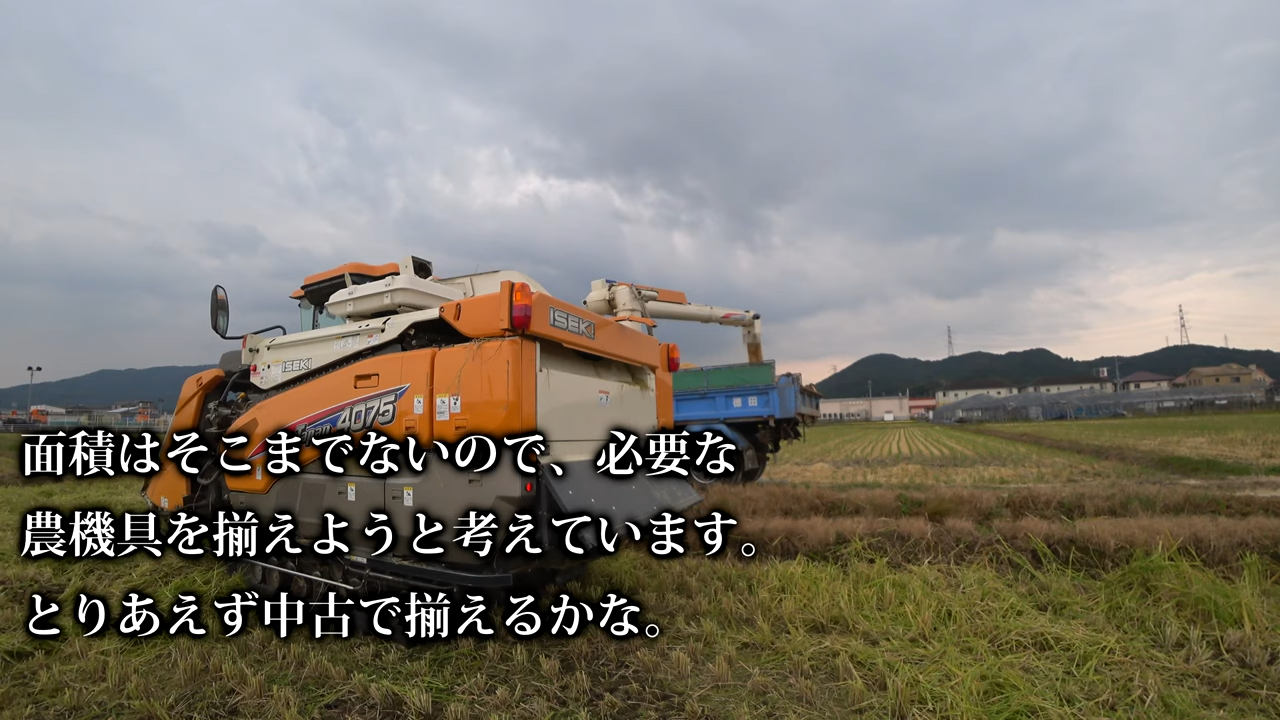 ISEKI
ISEKI
Japan 4075
面積はそこまでないので、必要な
農機具を揃えようと考えています。
とりあえず中古で揃えるかな。